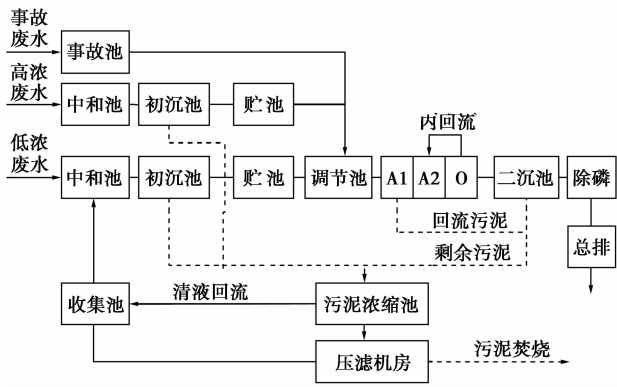 事故
废水
事故池
高浓
废水
中和池
初沉池
贮池
内回流
低浓
废水
中和池
初沉池
贮池
调节池
A1
A2
O
二沉池
除磷
回流污泥
剩余污泥
总排
清液回流
收集池
污泥浓缩池
压滤机房
污泥焚烧